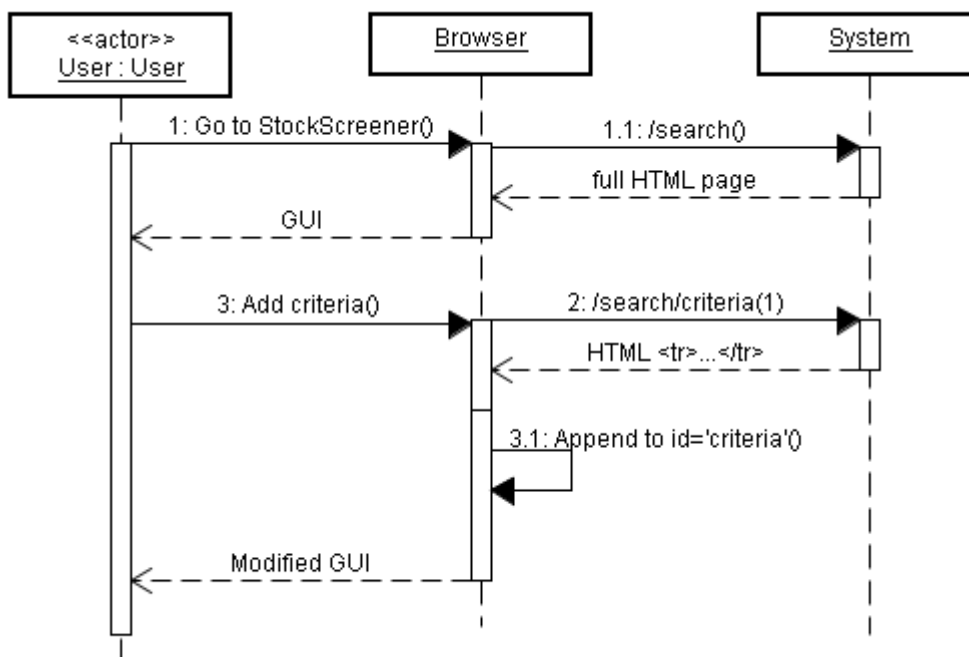 <<actor>>
User : User
Browser
System
1: Go to StockScreener()
1.1: /search()
full HTML page
GUI
3: Add criteria()
2: /search/criteria(1)
HTML <tr>...</tr>
3.1: Append to id='criteria'()
Modified GUI